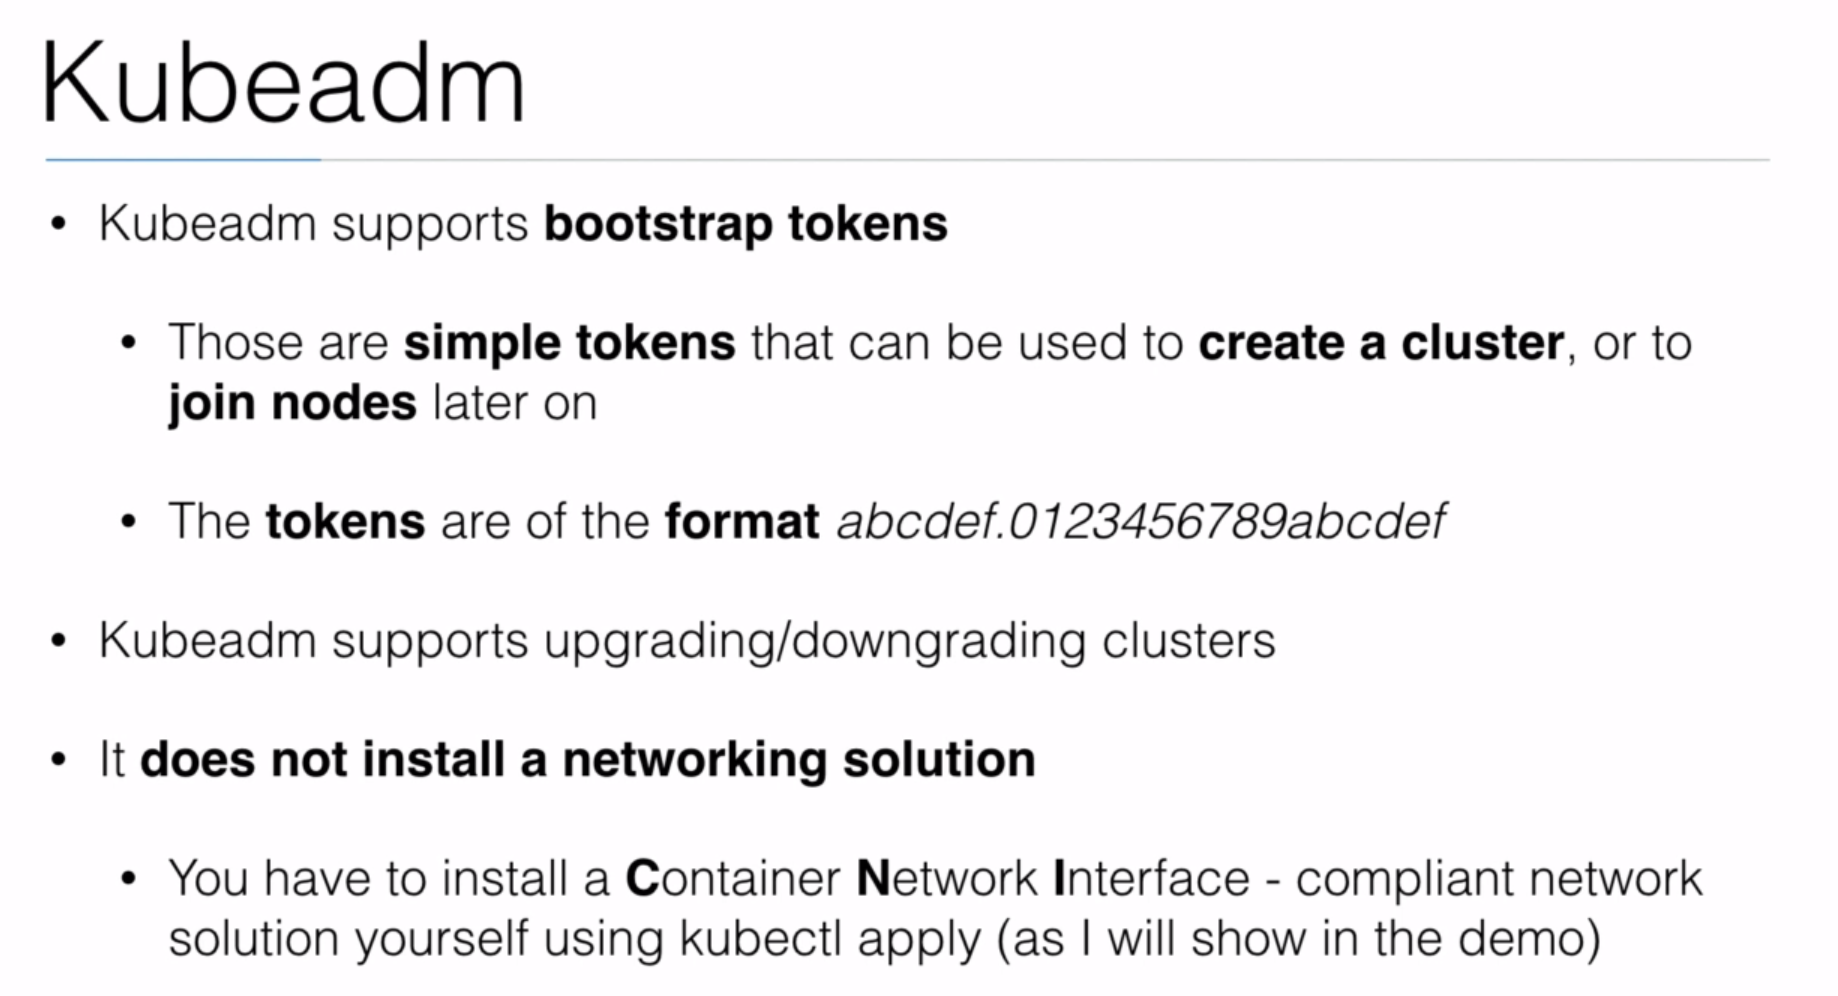 Kubeadm
• Kubeadm supports bootstrap tokens
• Those are simple tokens that can be used to create a cluster, or to
join nodes later on
• The tokens are of the format abcdef.0123456789abcdef
• Kubeadm supports upgrading/downgrading clusters
• It does not install a networking solution
• You have to install a Container Network Interface - compliant network
solution yourself using kubectl apply (as I will show in the demo)